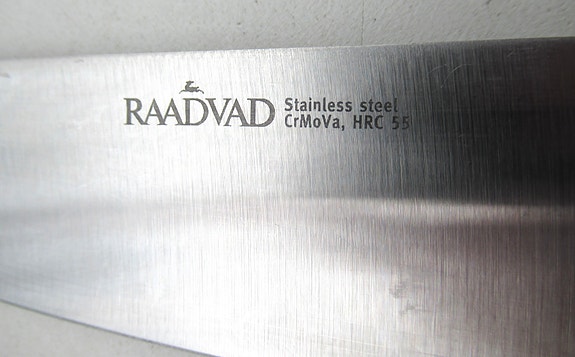 RAADVAD
Stainless steel
CrMoVa, HRC 55